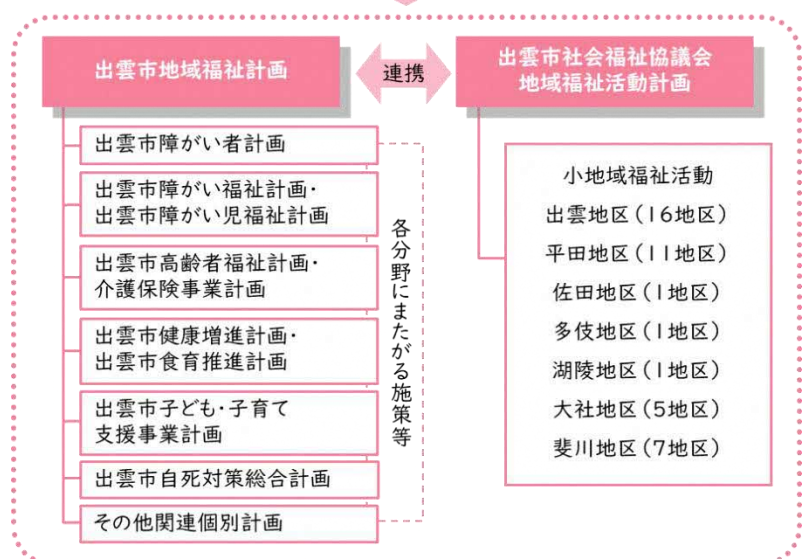 出雲市地域福祉計画
連携
出雲市社会福祉協議会
地域福祉活動計画
出雲市障がい者計画
出雲市障がい福祉計画・
出雲市障がい児福祉計画
出雲市高齢者福祉計画・
介護保険事業計画
出雲市健康増進計画・
出雲市食育推進計画
出雲市子ども・子育て
支援事業計画
出雲市自死対策総合計画
その他関連個別計画
各分野にまたがる施策等
小地域福祉活動
出雲地区(16地区)
平田地区(11地区)
佐田地区(1地区)
多伎地区(1地区)
湖陵地区(1地区)
大社地区(5地区)
斐川地区(7地区)